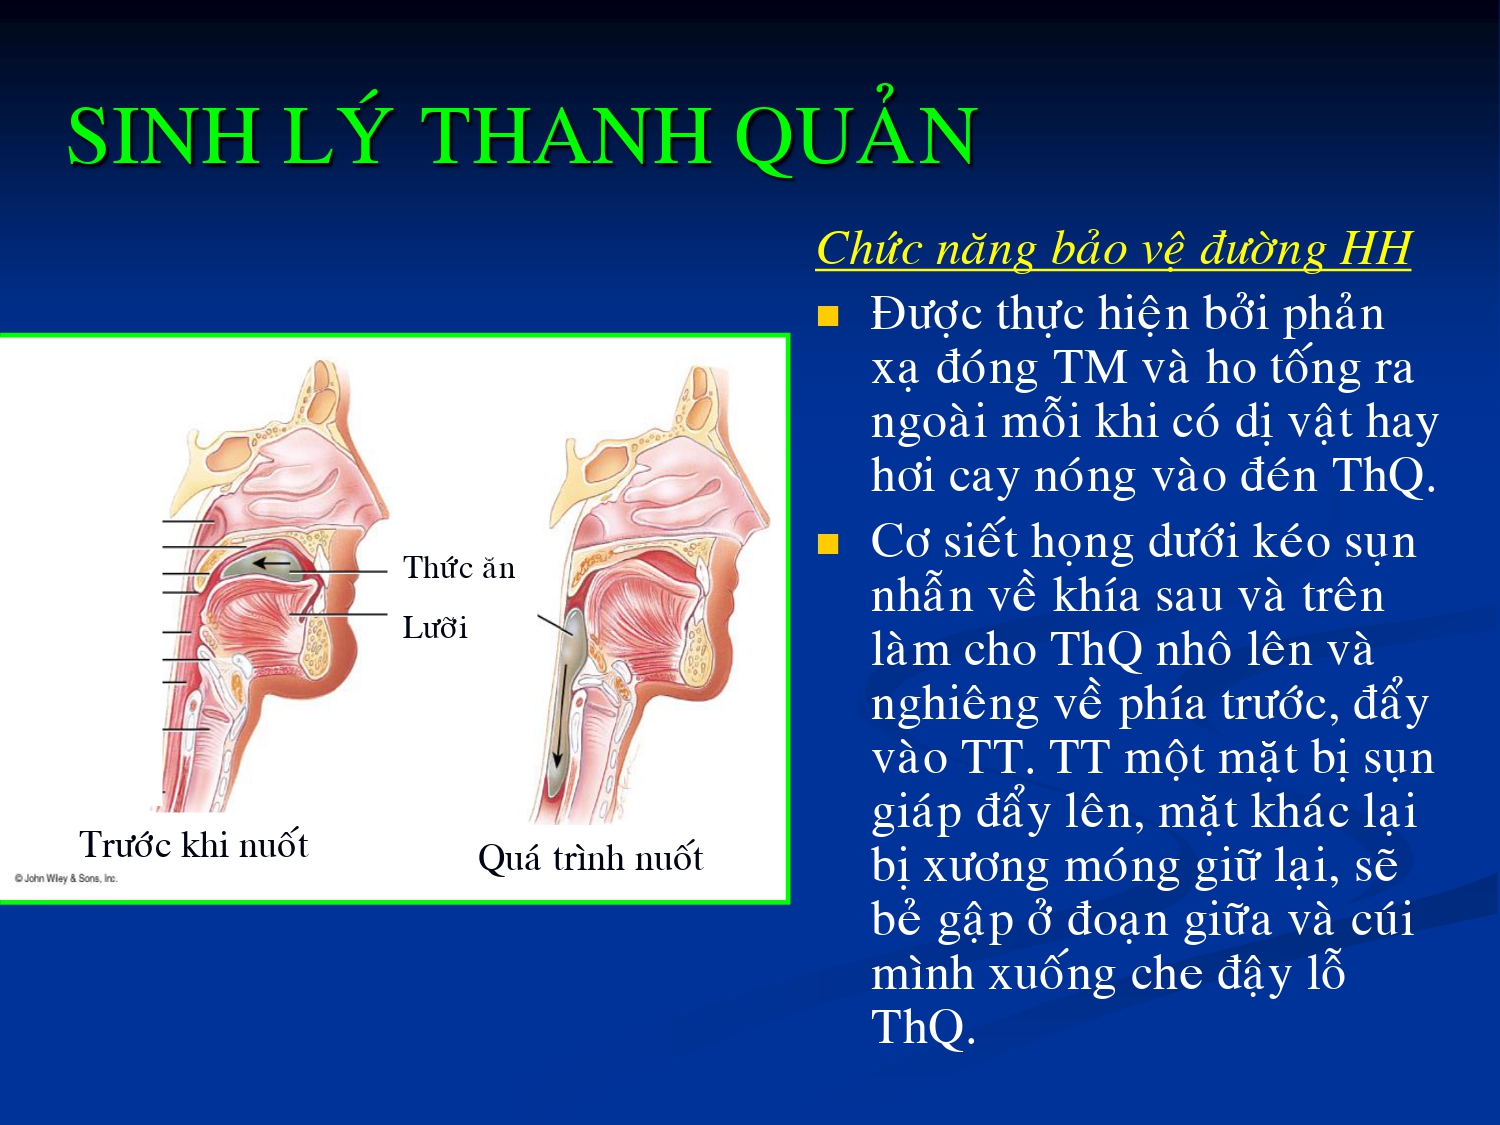 SINH LÝ THANH QUẢN
Chức năng bảo vệ đường HH
Được thực hiện bởi phản
xạ đóng TM và ho tống ra
ngoài mỗi khi có dị vật hay
hơi cay nóng vào đén ThQ.
Cơ siết họng dưới kéo sụn
nhẫn về khía sau và trên
làm cho ThQ nhô lên và
nghiêng về phía trước, đẩy
vào TT. TT một mặt bị sụn
giáp đẩy lên, mặt khác lại
bị xương móng giữ lại, sẽ
bẻ gập ở đoạn giữa và cúi
mình xuống che đậy lỗ
ThQ.
Thức ăn
Lưỡi
Trước khi nuốt
Quá trình nuốt
© John Wiley & Sons, Inc.